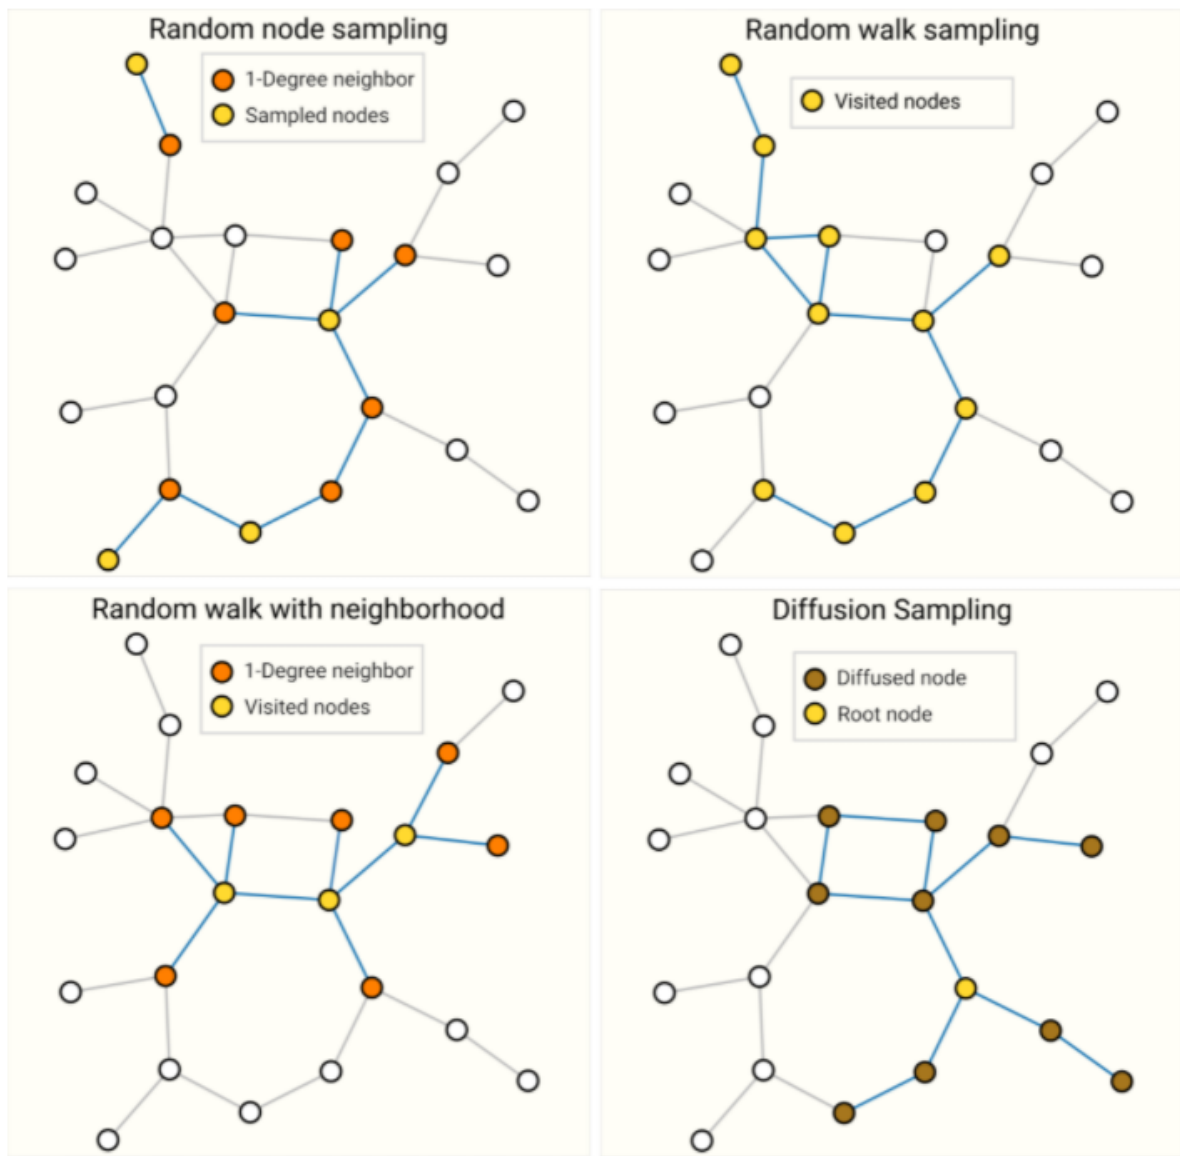 Random node sampling
1-Degree neighbor
Sampled nodes
Random walk sampling
Visited nodes
Random walk with neighborhood
1-Degree neighbor
Visited nodes
Diffusion Sampling
Diffused node
Root node